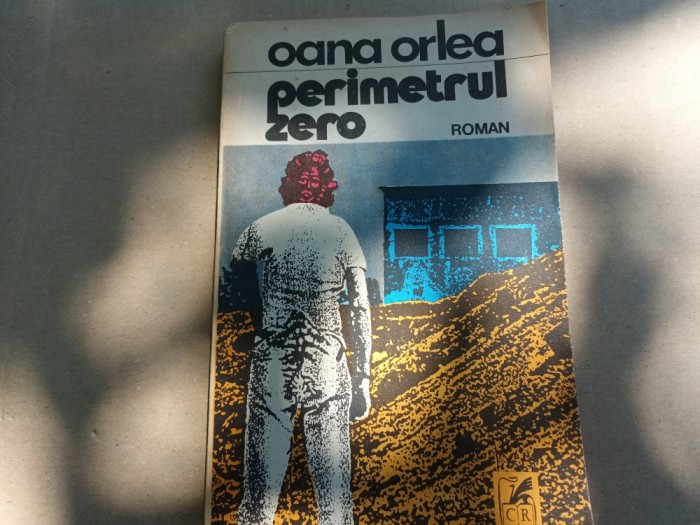 oana orlea
perimetrul
zero
ROMAN
CR